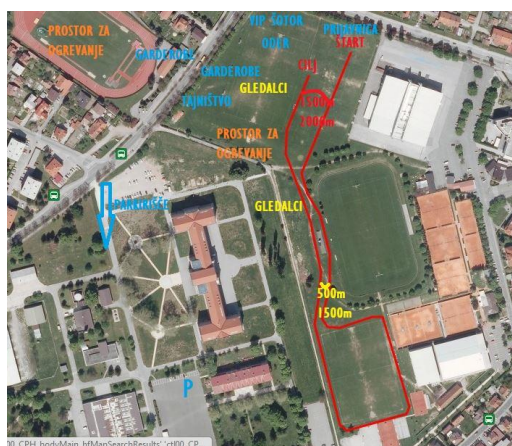 VIP ŠOTOR
ODER
PRIJAVNICA
START
PROSTOR ZA
OGREVANJE
GARDEROBE
CILJ
GARDEROBE
GLEDALCI
TAJNIŠTVO
1500m
2000m
PROSTOR ZA
OGREVANJE
PARKIRIŠČE
GLEDALCI
500m
1500m
P